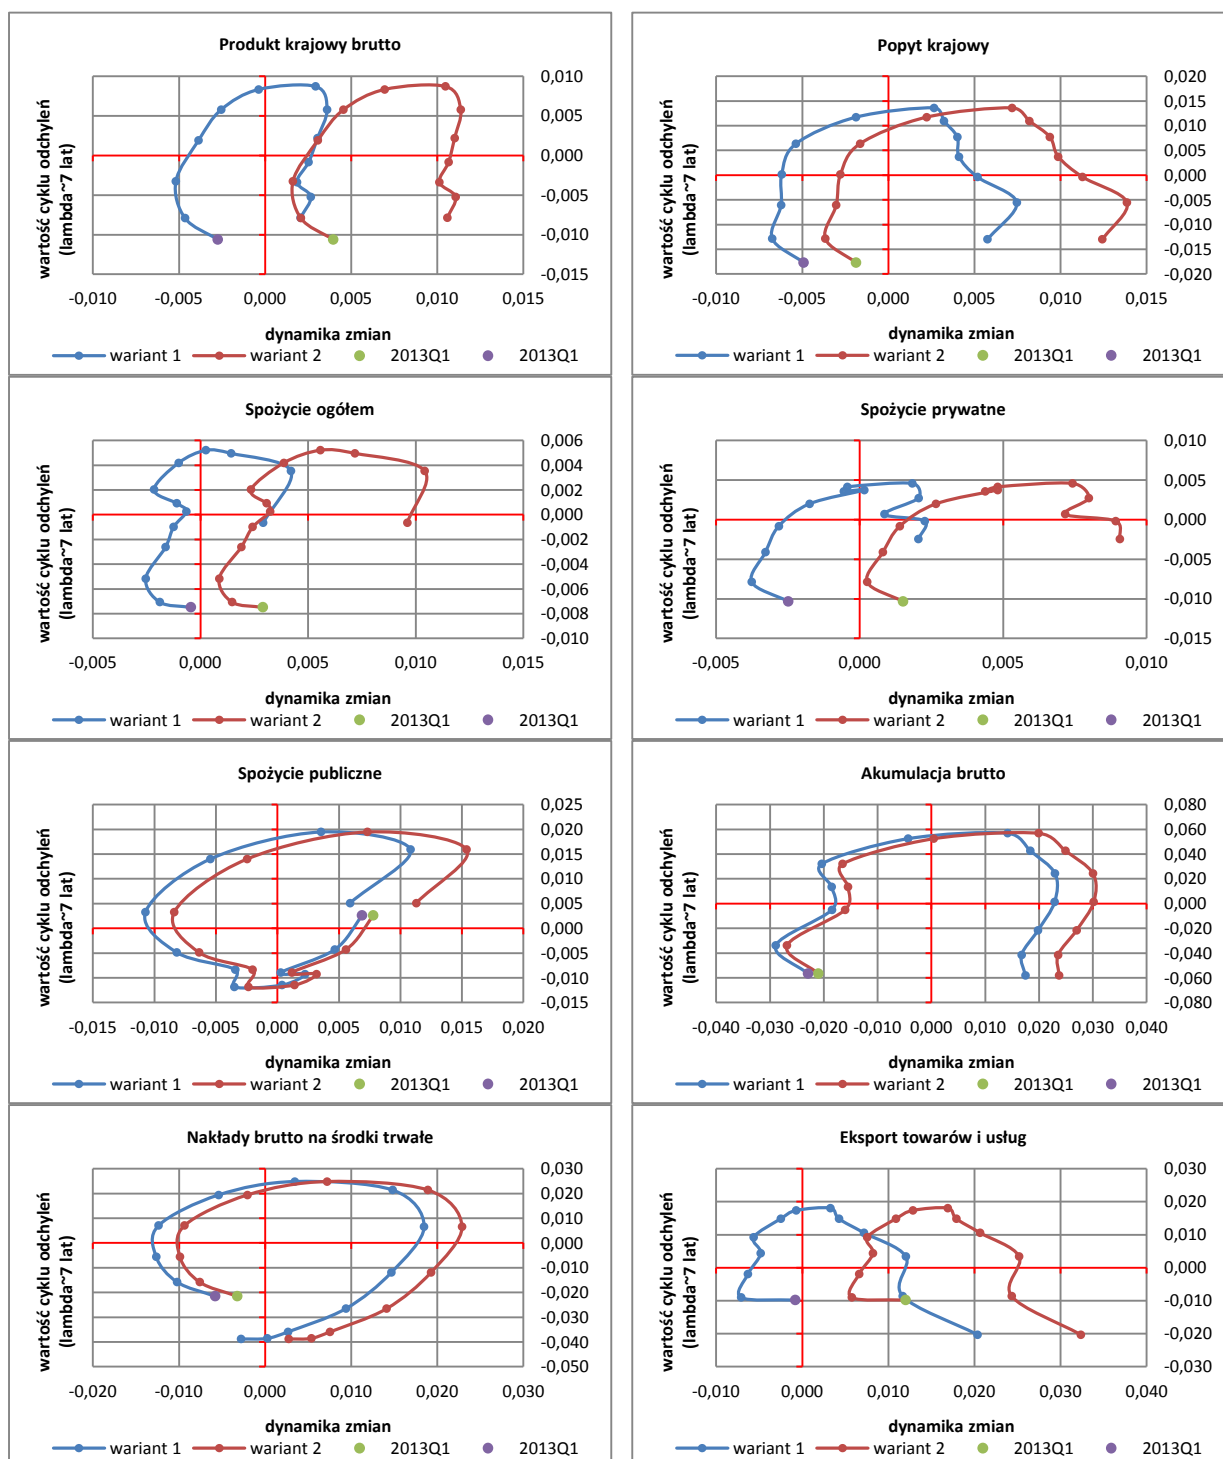 Produkt krajowy brutto
wartość cyklu odchyleń
(lambda~7 lat)
0,010
0,005
0,000
-0,005
-0,010
-0,015
-0,010 -0,005 0,000 0,005 0,010 0,015
dynamika zmian
wariant 1 wariant 2 2013Q1 2013Q1
Popyt krajowy
wartość cyklu odchyleń
(lambda~7 lat)
0,020
0,015
0,010
0,005
0,000
-0,005
-0,010
-0,015
-0,020
-0,010 -0,005 0,000 0,005 0,010 0,015
dynamika zmian
wariant 1 wariant 2 2013Q1 2013Q1
Spożycie ogółem
wartość cyklu odchyleń
(lambda~7 lat)
0,006
0,004
0,002
0,000
-0,002
-0,004
-0,006
-0,008
-0,010
-0,005 0,000 0,005 0,010 0,015
dynamika zmian
wariant 1 wariant 2 2013Q1 2013Q1
Spożycie prywatne
wartość cyklu odchyleń
(lambda~7 lat)
0,010
0,005
0,000
-0,005
-0,010
-0,015
-0,005 0,000 0,005 0,010
dynamika zmian
wariant 1 wariant 2 2013Q1 2013Q1
Spożycie publiczne
wartość cyklu odchyleń
(lambda~7 lat)
0,025
0,020
0,015
0,010
0,005
0,000
-0,005
-0,010
-0,015
-0,015 -0,010 -0,005 0,000 0,005 0,010 0,015 0,020
dynamika zmian
wariant 1 wariant 2 2013Q1 2013Q1
Akumulacja brutto
wartość cyklu odchyleń
(lambda~7 lat)
0,080
0,060
0,040
0,020
0,000
-0,020
-0,040
-0,060
-0,080
-0,040 -0,030 -0,020 -0,010 0,000 0,010 0,020 0,030 0,040
dynamika zmian
wariant 1 wariant 2 2013Q1 2013Q1
Nakłady brutto na środki trwałe
wartość cyklu odchyleń
(lambda~7 lat)
0,030
0,020
0,010
0,000
-0,010
-0,020
-0,030
-0,040
-0,050
-0,020 -0,010 0,000 0,010 0,020 0,030
dynamika zmian
wariant 1 wariant 2 2013Q1 2013Q1
Eksport towarów i usług
wartość cyklu odchyleń
(lambda~7 lat)
0,030
0,020
0,010
0,000
-0,010
-0,020
-0,030
-0,010 0,000 0,010 0,020 0,030 0,040
dynamika zmian
wariant 1 wariant 2 2013Q1 2013Q1